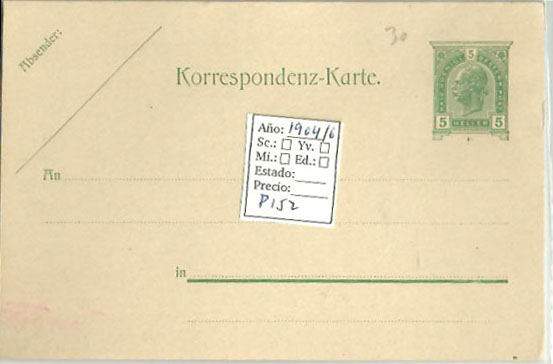 Absender:
30
Korrespondenz-Karte.
5
5 HELLER 5
Año: 1904/6
Sc.: Yv.
Mi.: Ed.:
Estado:
Precio:
P152
An
in